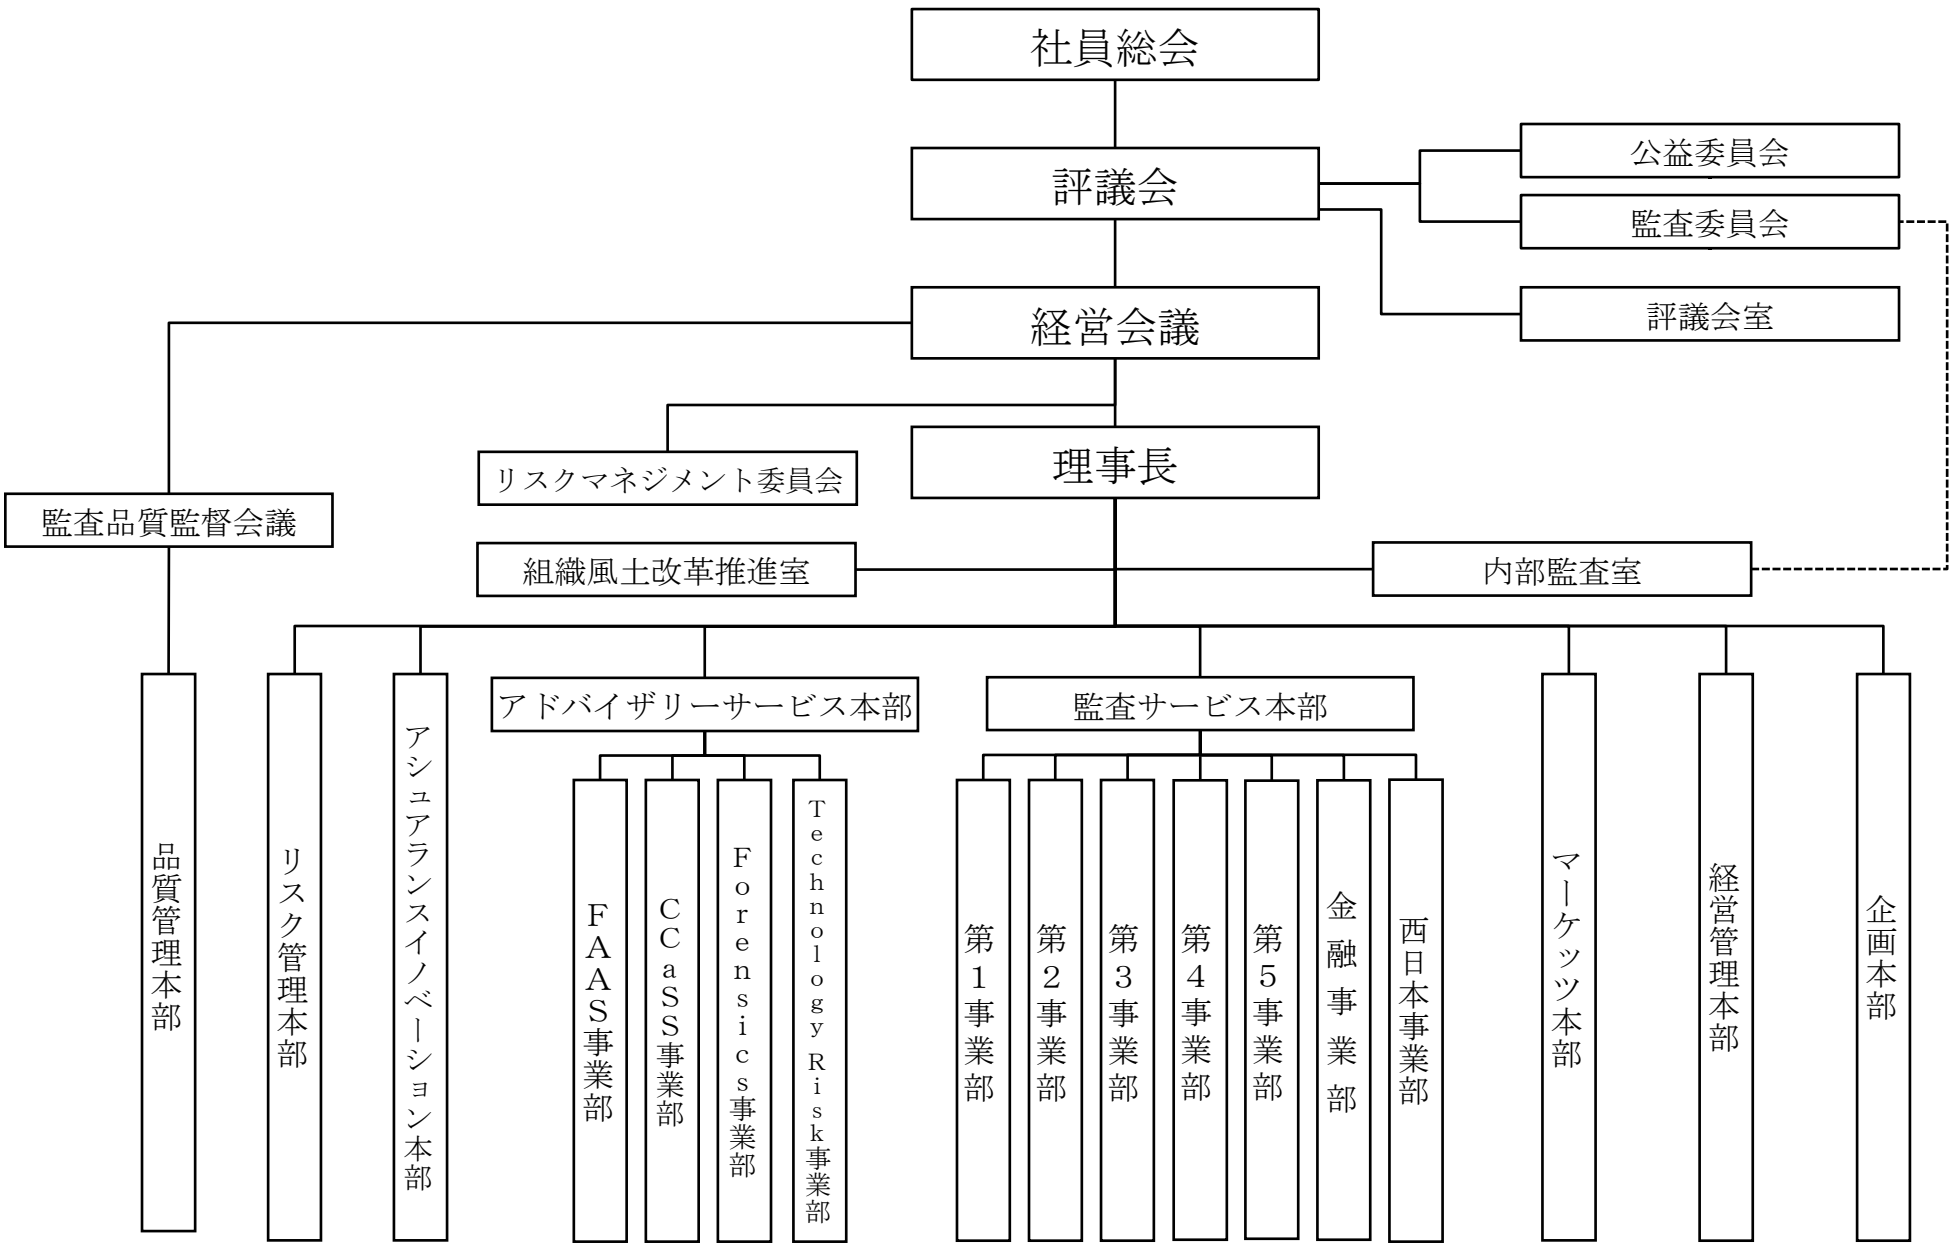 社員総会
公益委員会
評議会
監査委員会
評議会室
経営会議
理事長
リスクマネジメント委員会
監査品質監督会議
組織風土改革推進室
内部監査室
アドバイザリーサービス本部
監査サービス本部
品質管理本部
リスク管理本部
アシュアランスイノベーション本部
FAAS事業部
CCaSS事業部
Forensics事業部
Technology Risk事業部
第1事業部
第2事業部
第3事業部
第4事業部
第5事業部
金融事業部
西日本事業部
マーケッツ本部
経営管理本部
企画本部